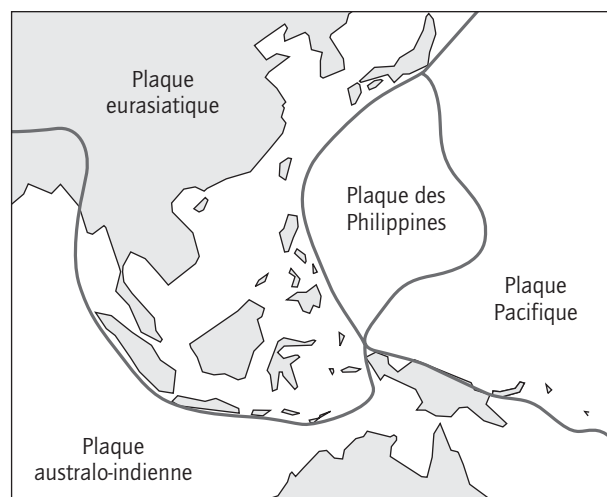 Plaque
eurasiatique
Plaque des
Philippines
Plaque
Pacifique
Plaque
australo-indienne